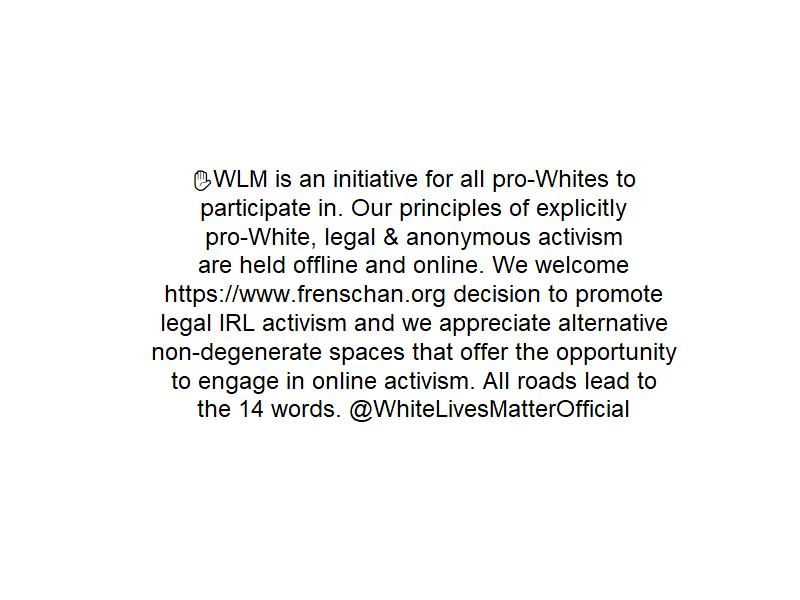 ✋WLM is an initiative for all pro-Whites to
participate in. Our principles of explicitly
pro-White, legal & anonymous activism
are held offline and online. We welcome
https://www.frenschan.org decision to promote
legal IRL activism and we appreciate alternative
non-degenerate spaces that offer the opportunity
to engage in online activism. All roads lead to
the 14 words. @WhiteLivesMatterOfficial